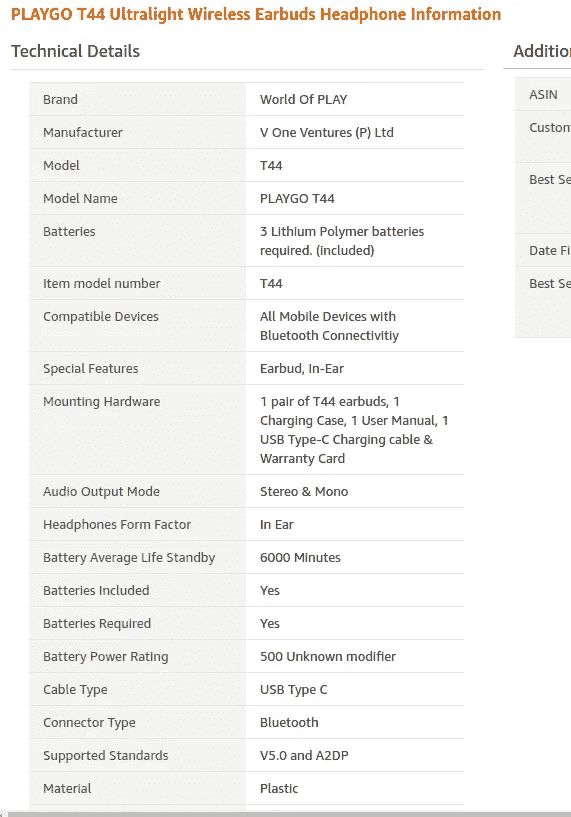 PLAYGO T44 Ultralight Wireless Earbuds Headphone Information
Technical Details
Brand World Of PLAY
Manufacturer V One Ventures (P) Ltd
Model T44
Model Name PLAYGO T44
Batteries 3 Lithium Polymer batteries
required. (included)
Item model number T44
Compatible Devices All Mobile Devices with
Bluetooth Connectivitiy
Special Features Earbud, In-Ear
Mounting Hardware 1 pair of T44 earbuds, 1
Charging Case, 1 User Manual, 1
USB Type-C Charging cable &
Warranty Card
Audio Output Mode Stereo & Mono
Headphones Form Factor In Ear
Battery Average Life Standby 6000 Minutes
Batteries Included Yes
Batteries Required Yes
Battery Power Rating 500 Unknown modifier
Cable Type USB Type C
Connector Type Bluetooth
Supported Standards V5.0 and A2DP
Material Plastic
Additio
ASIN
Custom
Best Se
Date Fi
Best Se